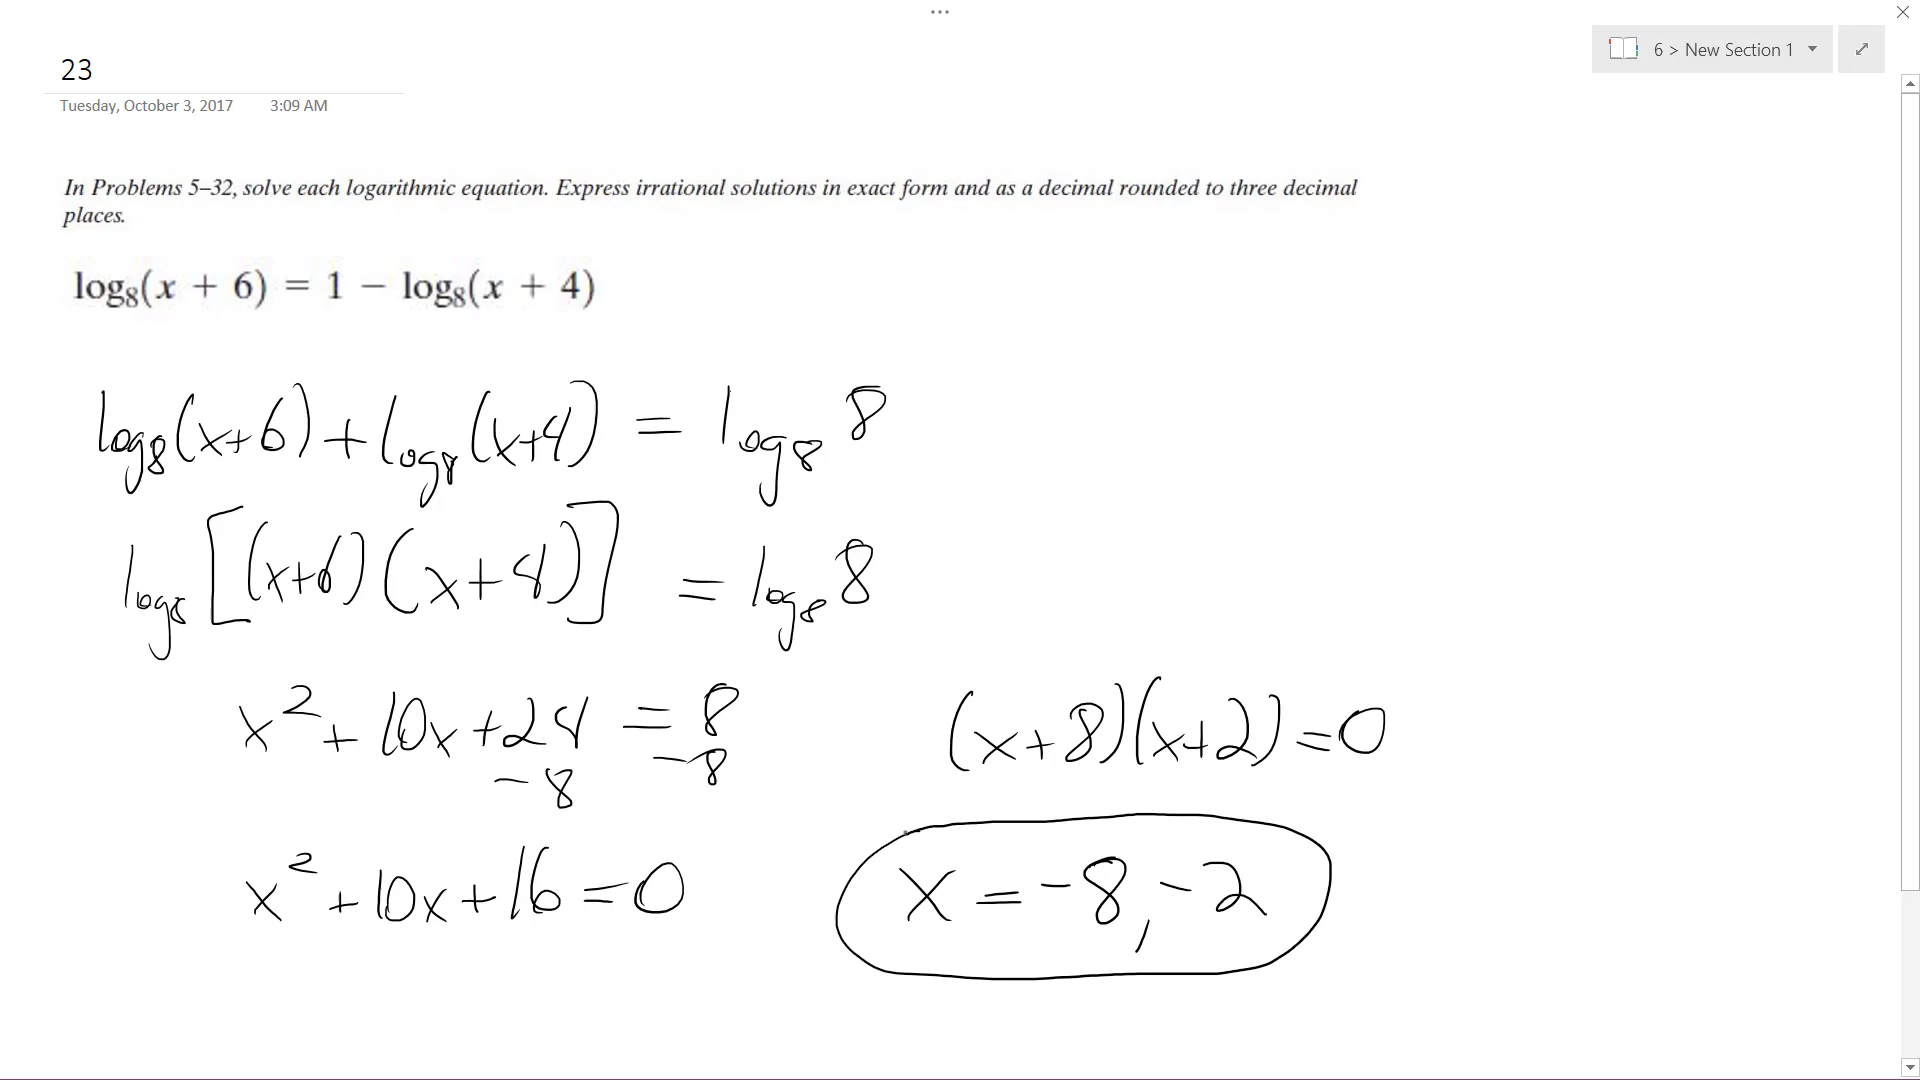 ...
6 > New Section 1
23
Tuesday, October 3, 2017 3:09 AM
In Problems 5–32, solve each logarithmic equation. Express irrational solutions in exact form and as a decimal rounded to three decimal
places.
log₈(x + 6) = 1 − log₈(x + 4)
log₈(x+6) + log₈(x+4) = log₈ 8
log₈ [(x+6)(x+4)] = log₈ 8
x² + 10x + 24 = 8
−8 −8
x² + 10x + 16 = 0
(x+8)(x+2) = 0
x = −8, −2